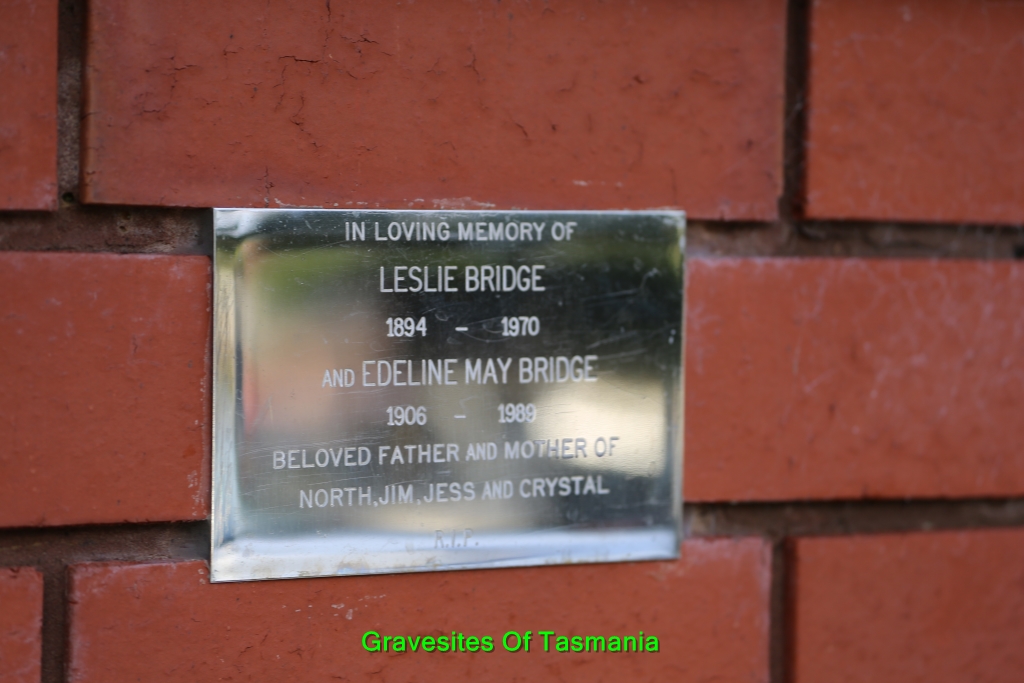 IN LOVING MEMORY OF
LESLIE BRIDGE
1894 - 1970
AND EDELINE MAY BRIDGE
1906 - 1989
BELOVED FATHER AND MOTHER OF
NORTH, JIM, JESS AND CRYSTAL
R.I.P.
Gravesites Of Tasmania